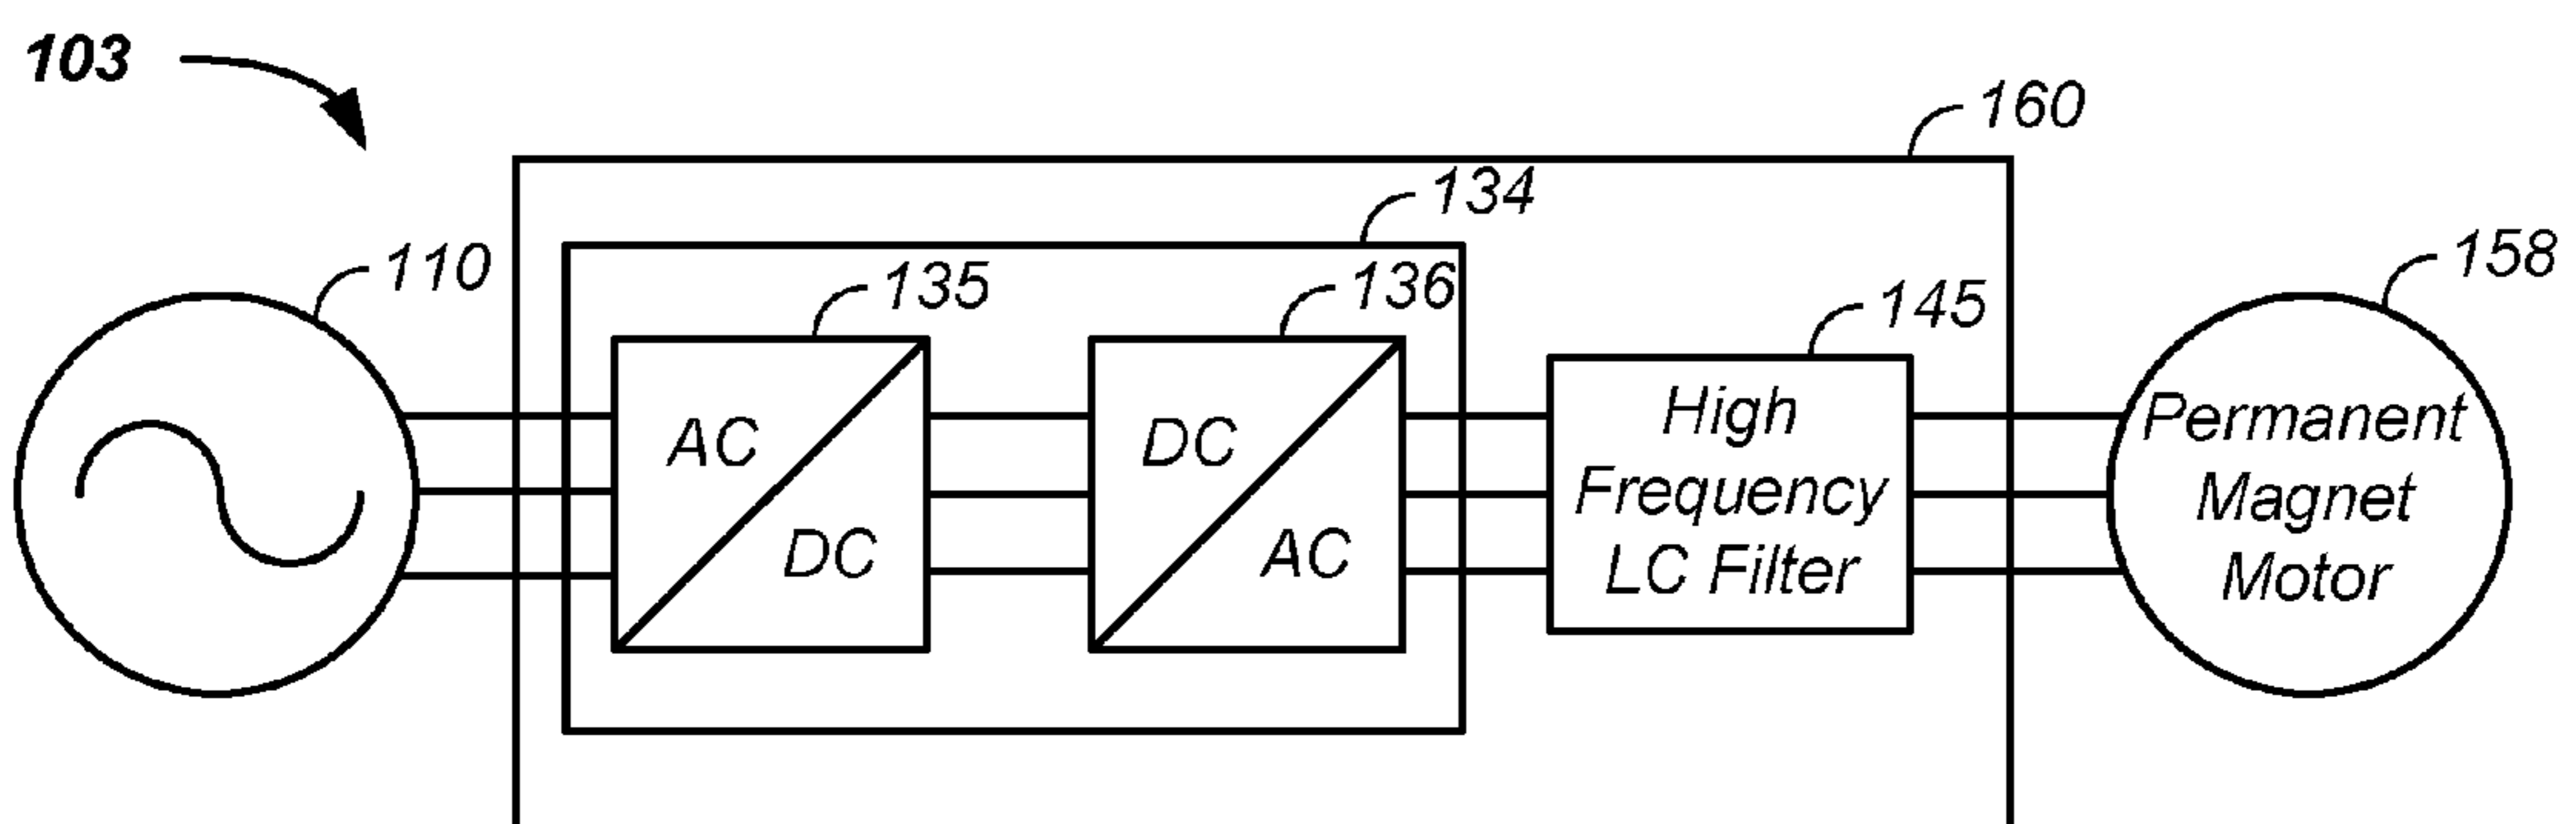 103
160
134
110
135
136
145
158
AC
DC
DC
AC
High
Frequency
LC Filter
Permanent
Magnet
Motor